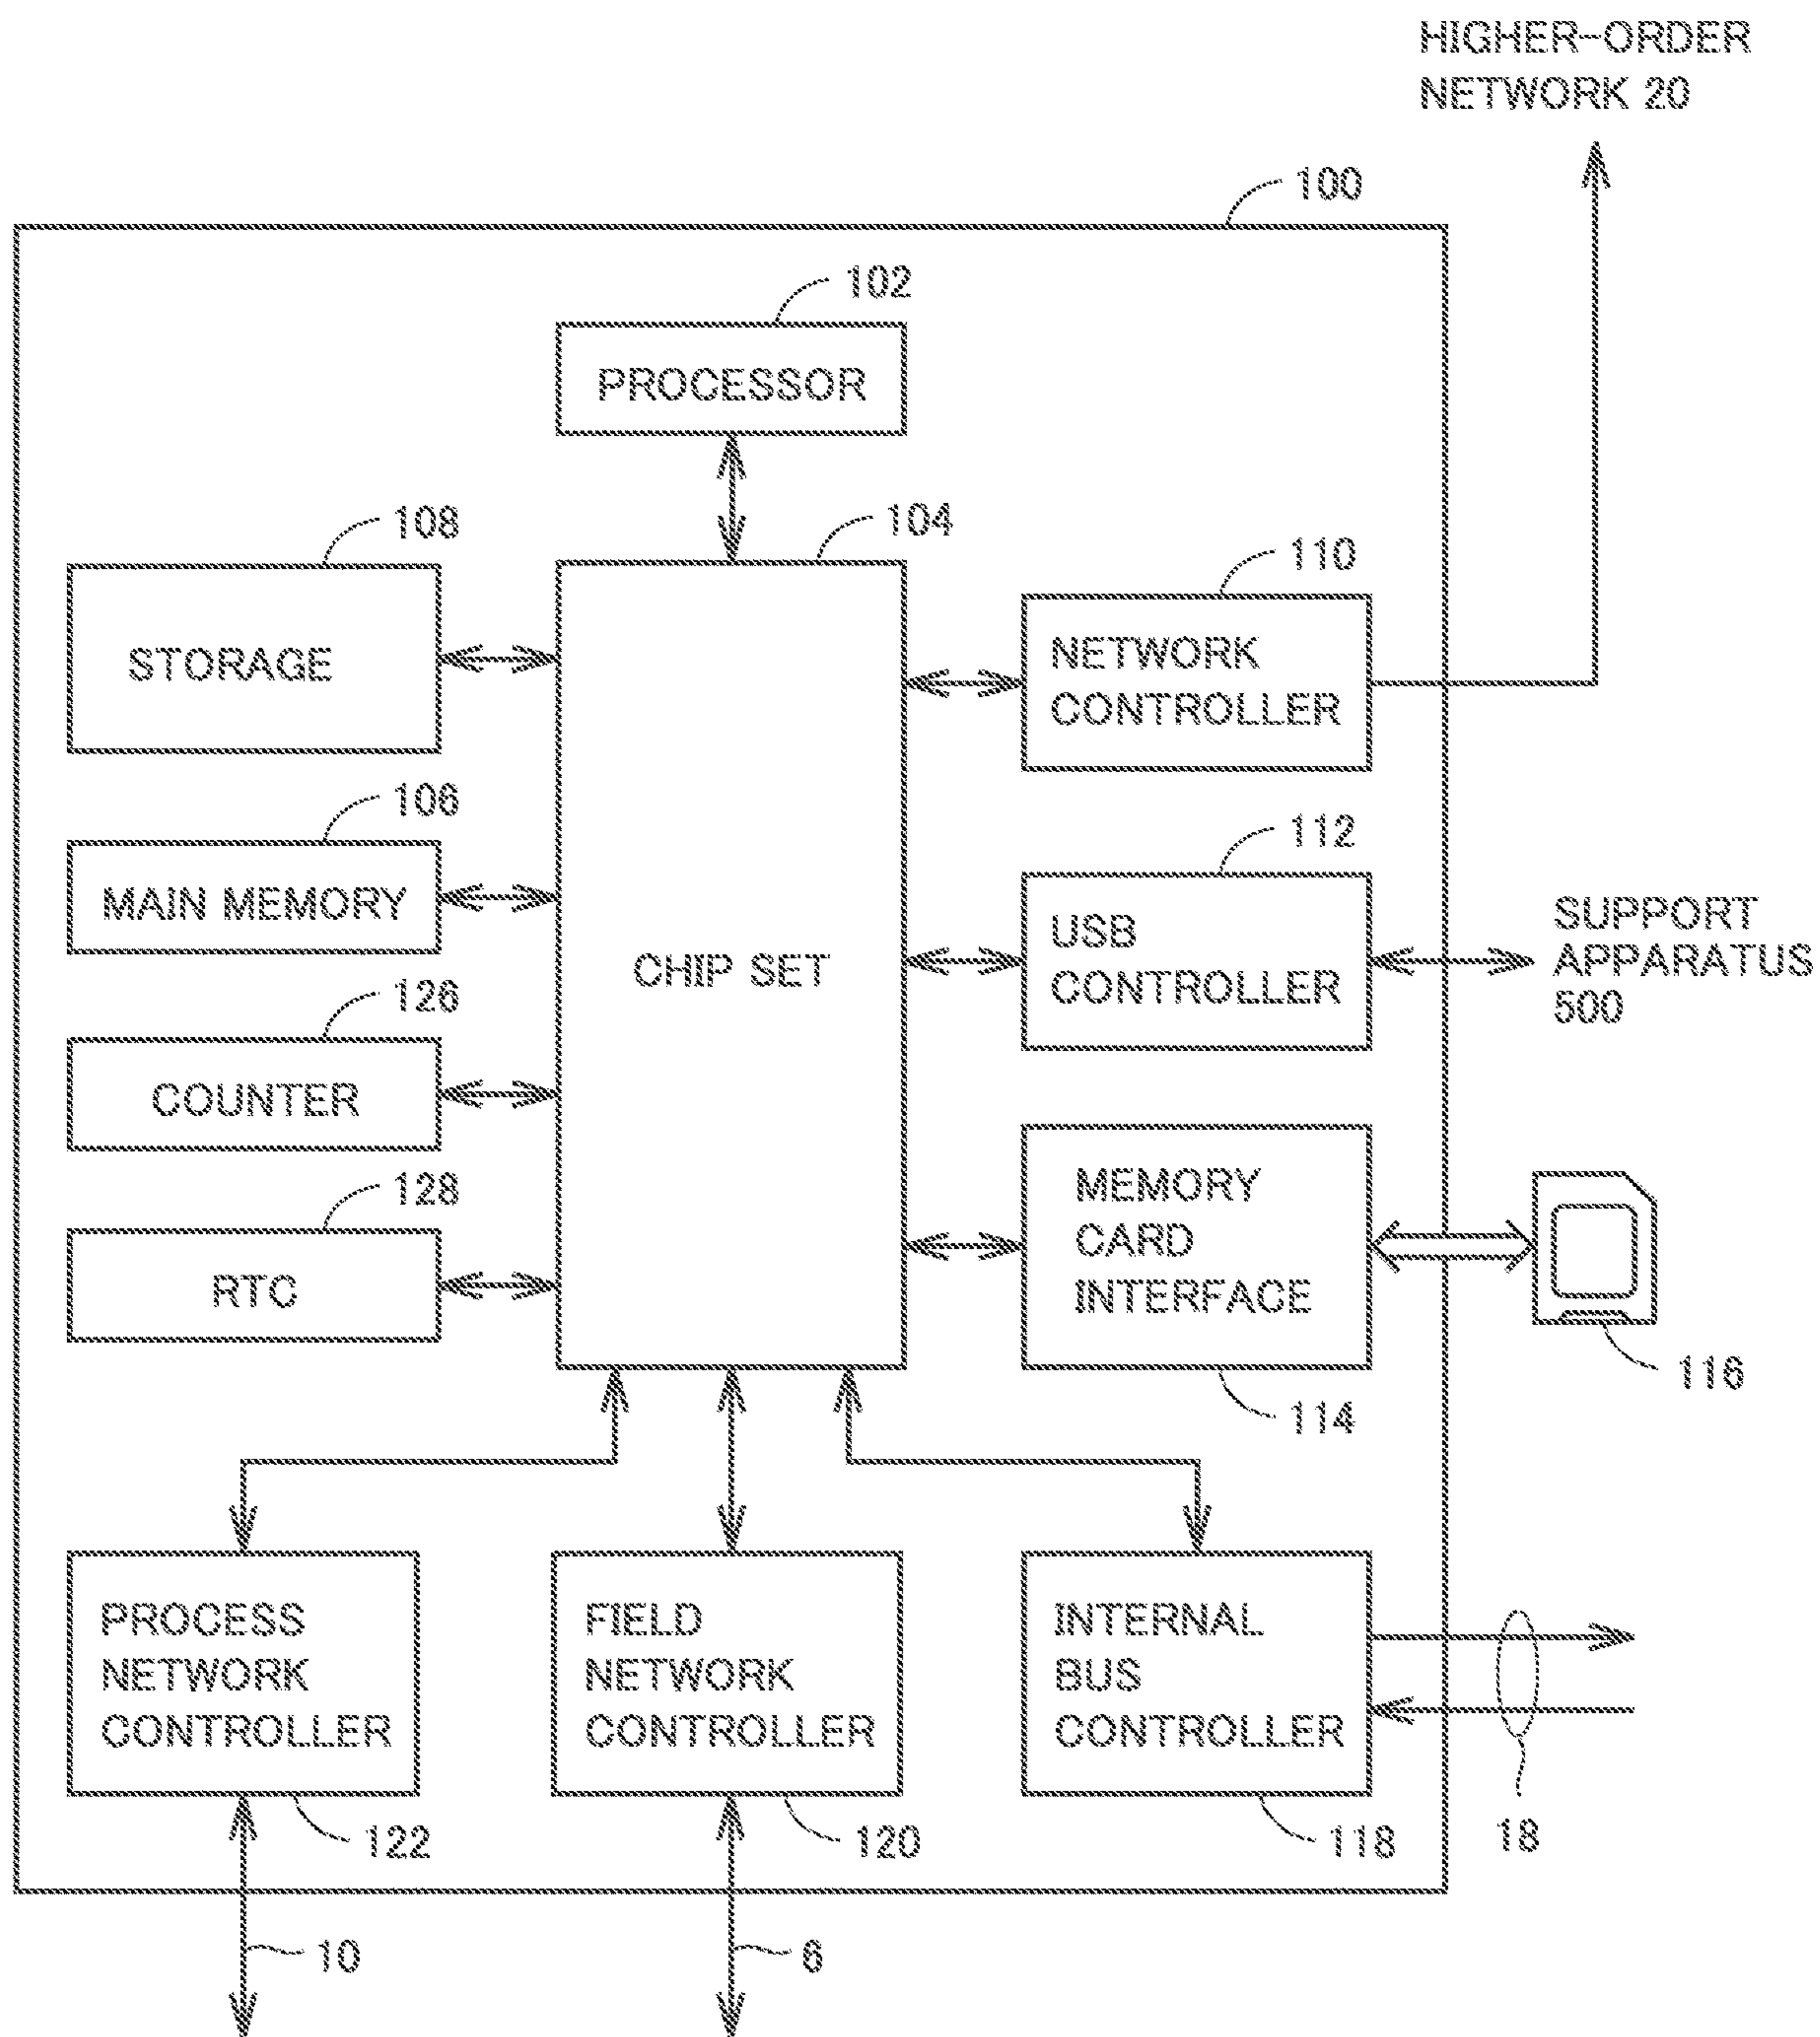 HIGHER-ORDER
NETWORK 20
100
102
PROCESSOR
108
104
110
STORAGE
NETWORK
CONTROLLER
106
112
MAIN MEMORY
CHIP SET
USB
CONTROLLER
SUPPORT
APPARATUS
500
126
COUNTER
128
RTC
MEMORY
CARD
INTERFACE
116
114
PROCESS
NETWORK
CONTROLLER
FIELD
NETWORK
CONTROLLER
INTERNAL
BUS
CONTROLLER
122
120
118
18
10
6